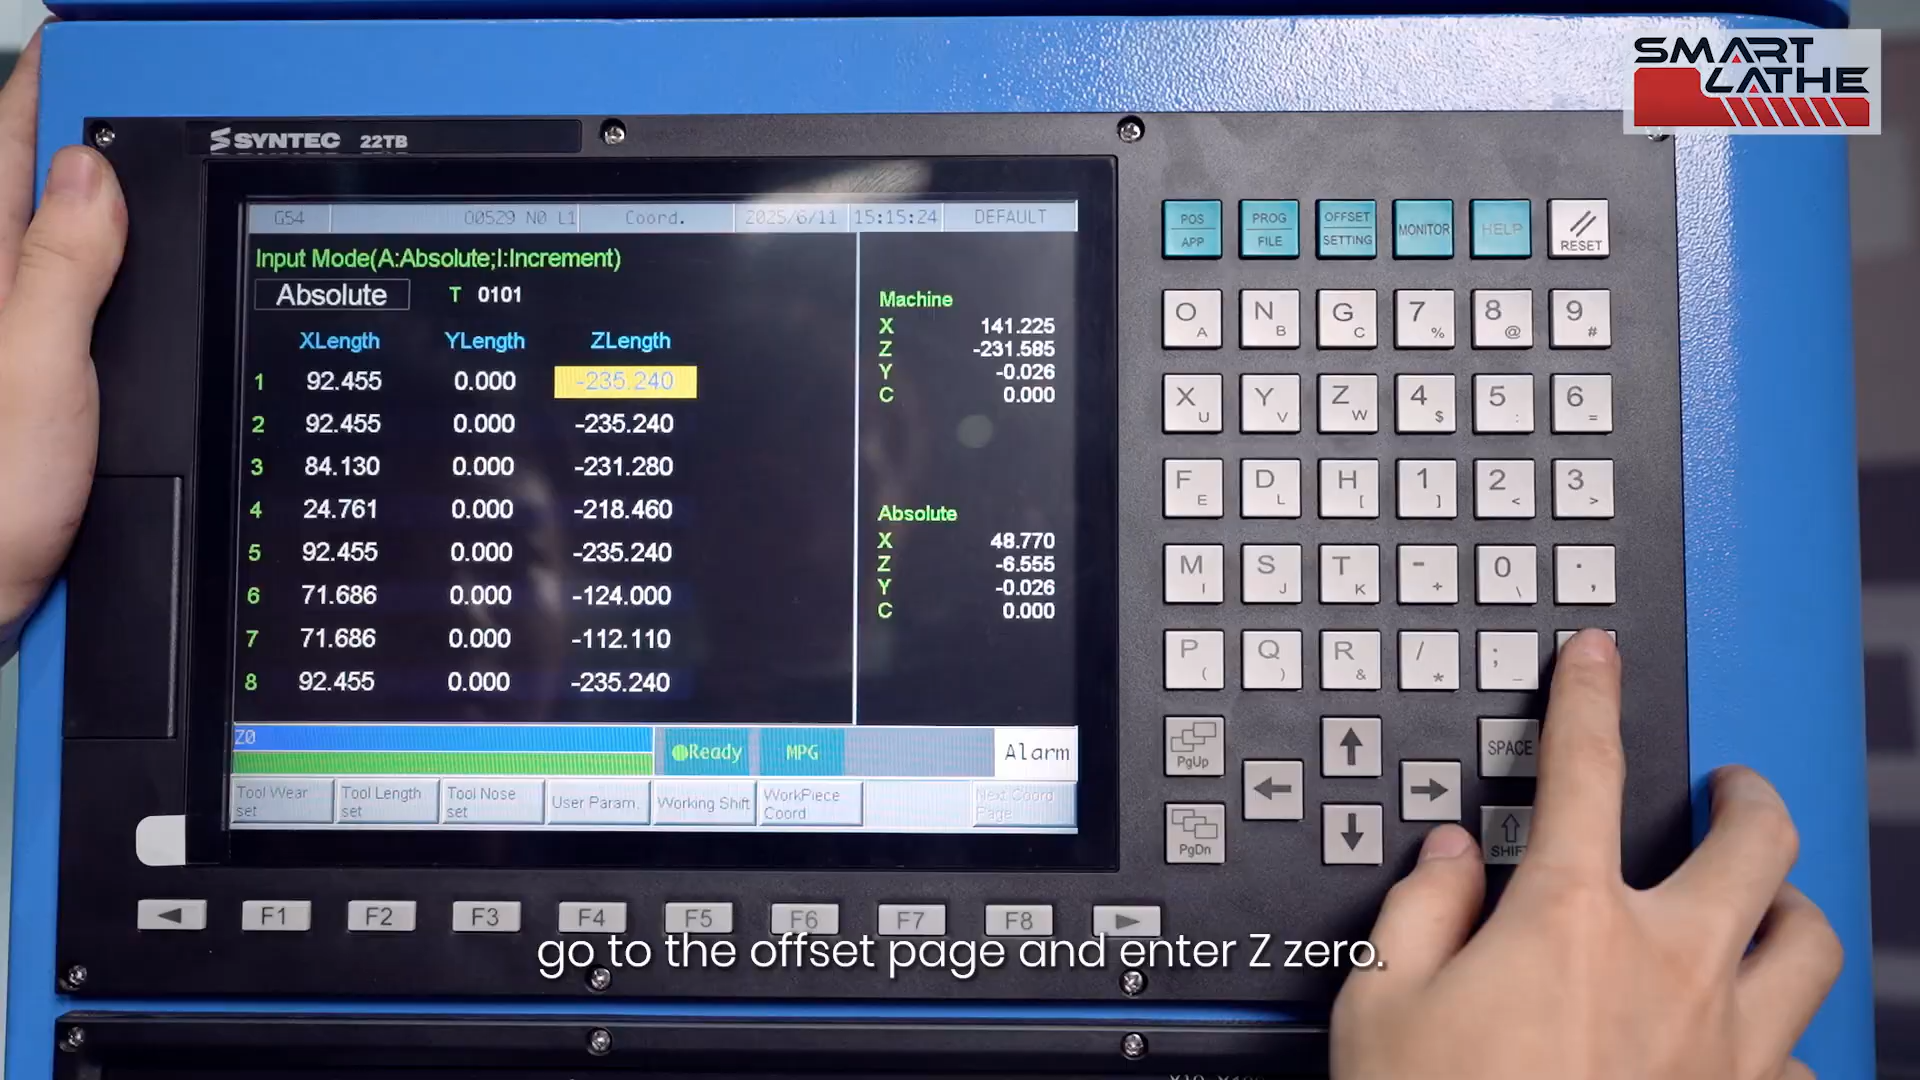 SMART
LATHE
SYNTEC 22TB
G54 O0529 N0 L1 Coord. 2025/6/11 15:15:24 DEFAULT
Input Mode(A:Absolute;I:Increment)
Absolute T 0101
XLength YLength ZLength
1 92.455 0.000 -235.240
2 92.455 0.000 -235.240
3 84.130 0.000 -231.280
4 24.761 0.000 -218.460
5 92.455 0.000 -235.240
6 71.686 0.000 -124.000
7 71.686 0.000 -112.110
8 92.455 0.000 -235.240
Machine
X 141.225
Z -231.585
Y -0.026
C 0.000
Absolute
X 48.770
Z -6.555
Y -0.026
C 0.000
Z0
Ready MPG Alarm
Tool Wear set
Tool Length set
Tool Nose set
User Param.
Working Shift
WorkPiece Coord
Next Coord Page
F1 F2 F3 F4 F5 F6 F7 F8
POS APP
PROG FILE
OFFSET SETTING
MONITOR
HELP
RESET
O A N B G C 7 % 8 @ 9 #
X U Y V Z W 4 $ 5 : 6 =
F E D L H [ 1 ] 2 < 3 >
M I S J T K - + 0 \ . ,
P ( Q ) R & / * ; _
PgUp SPACE
PgDn SHIFT
go to the offset page and enter Z zero.